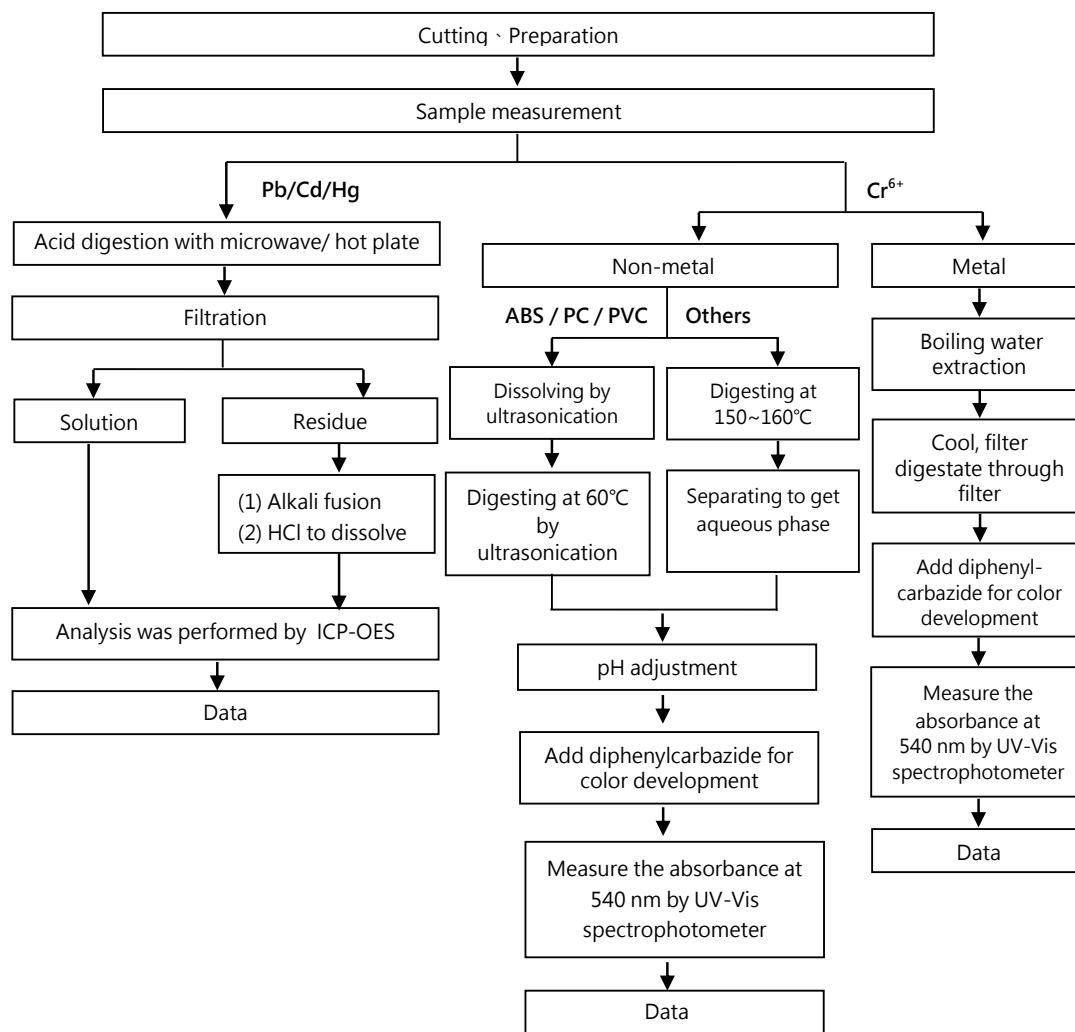 Cutting、Preparation
Sample measurement
Pb/Cd/Hg
Cr⁶⁺
Acid digestion with microwave/ hot plate
Filtration
Solution
Residue
(1) Alkali fusion
(2) HCl to dissolve
Analysis was performed by ICP-OES
Data
Non-metal
ABS / PC / PVC
Others
Dissolving by
ultrasonication
Digesting at 60℃
by
ultrasonication
Digesting at
150~160℃
Separating to get
aqueous phase
pH adjustment
Add diphenylcarbazide for
color development
Measure the absorbance at
540 nm by UV-Vis
spectrophotometer
Data
Metal
Boiling water
extraction
Cool, filter
digestate through
filter
Add diphenyl-
carbazide for color
development
Measure the
absorbance at
540 nm by UV-Vis
spectrophotometer
Data